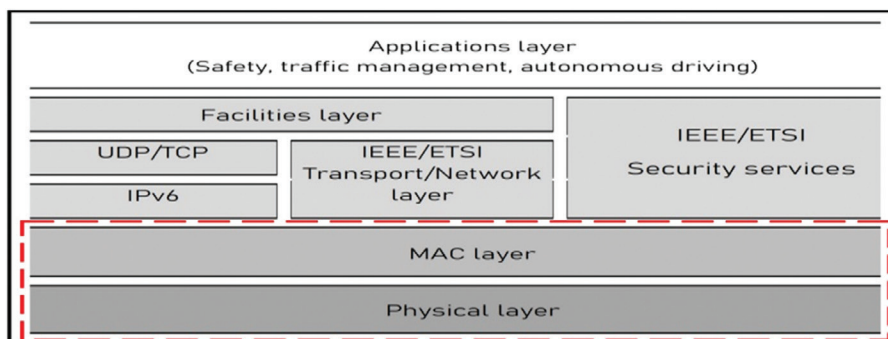 Applications layer
(Safety, traffic management, autonomous driving)
Facilities layer
UDP/TCP
IPv6
IEEE/ETSI
Transport/Network
layer
IEEE/ETSI
Security services
MAC layer
Physical layer